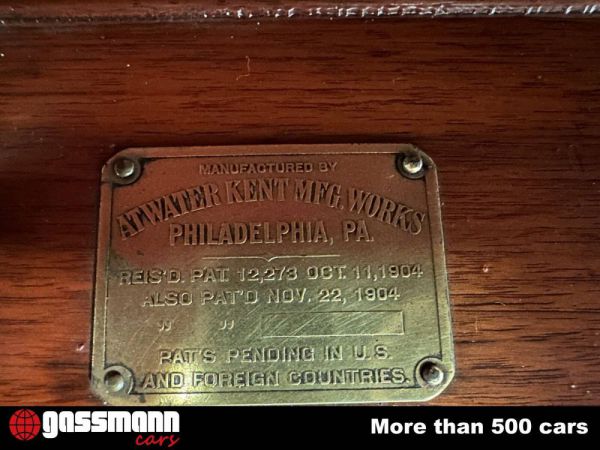 MANUFACTURED BY
ATWATER KENT MFG. WORKS
PHILADELPHIA, PA.
REIS'D. PAT. 12,273 OCT. 11, 1904
ALSO PAT'D NOV. 22, 1904
" "
PAT'S PENDING IN U.S.
AND FOREIGN COUNTRIES.
gassmann
cars
More than 500 cars